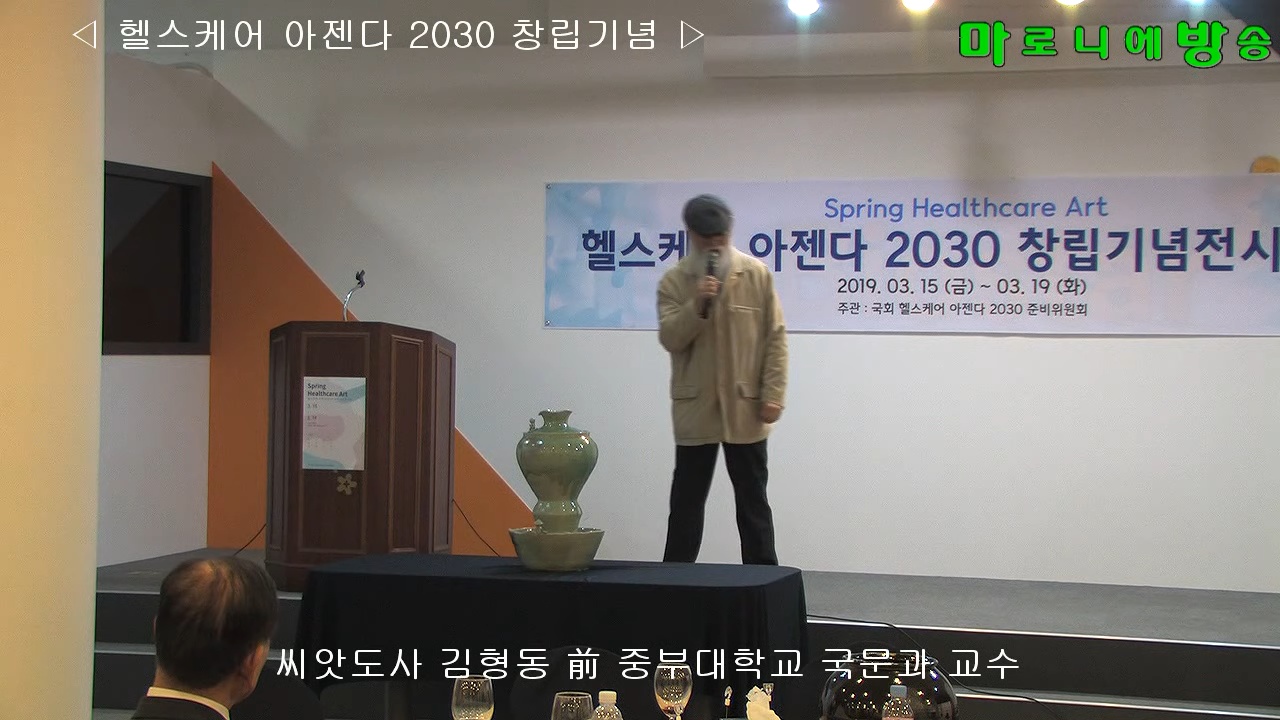 ◁ 헬스케어 아젠다 2030 창립기념 ▷
마로니에방송
Spring Healthcare Art
헬스케 아젠다 2030 창립기념전시
2019. 03. 15 (금) ~ 03. 19 (화)
주관 : 국회 헬스케어 아젠다 2030 준비위원회
Spring
Healthcare Art
씨앗도사 김형동 前 중부대학교 국문과 교수